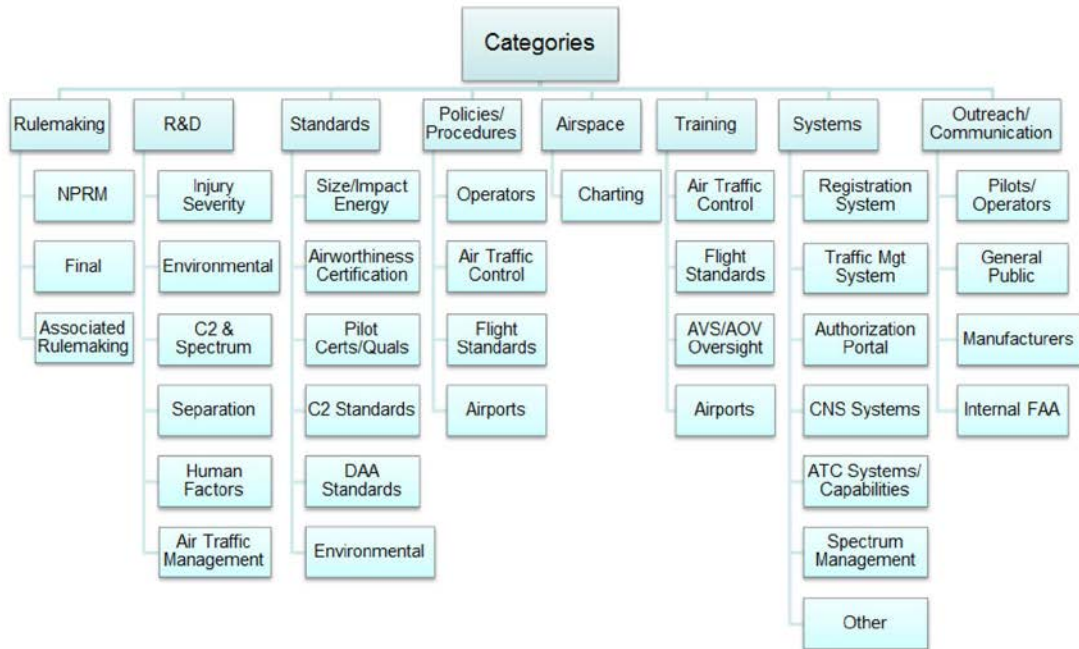 Categories
Rulemaking
NPRM
Final
Associated
Rulemaking
R&D
Injury
Severity
Environmental
C2 &
Spectrum
Separation
Human
Factors
Air Traffic
Management
Standards
Size/Impact
Energy
Airworthiness
Certification
Pilot
Certs/Quals
C2 Standards
DAA
Standards
Environmental
Policies/
Procedures
Operators
Air Traffic
Control
Flight
Standards
Airports
Airspace
Charting
Training
Air Traffic
Control
Flight
Standards
AVS/AOV
Oversight
Airports
Systems
Registration
System
Traffic Mgt
System
Authorization
Portal
CNS Systems
ATC Systems/
Capabilities
Spectrum
Management
Other
Outreach/
Communication
Pilots/
Operators
General
Public
Manufacturers
Internal FAA